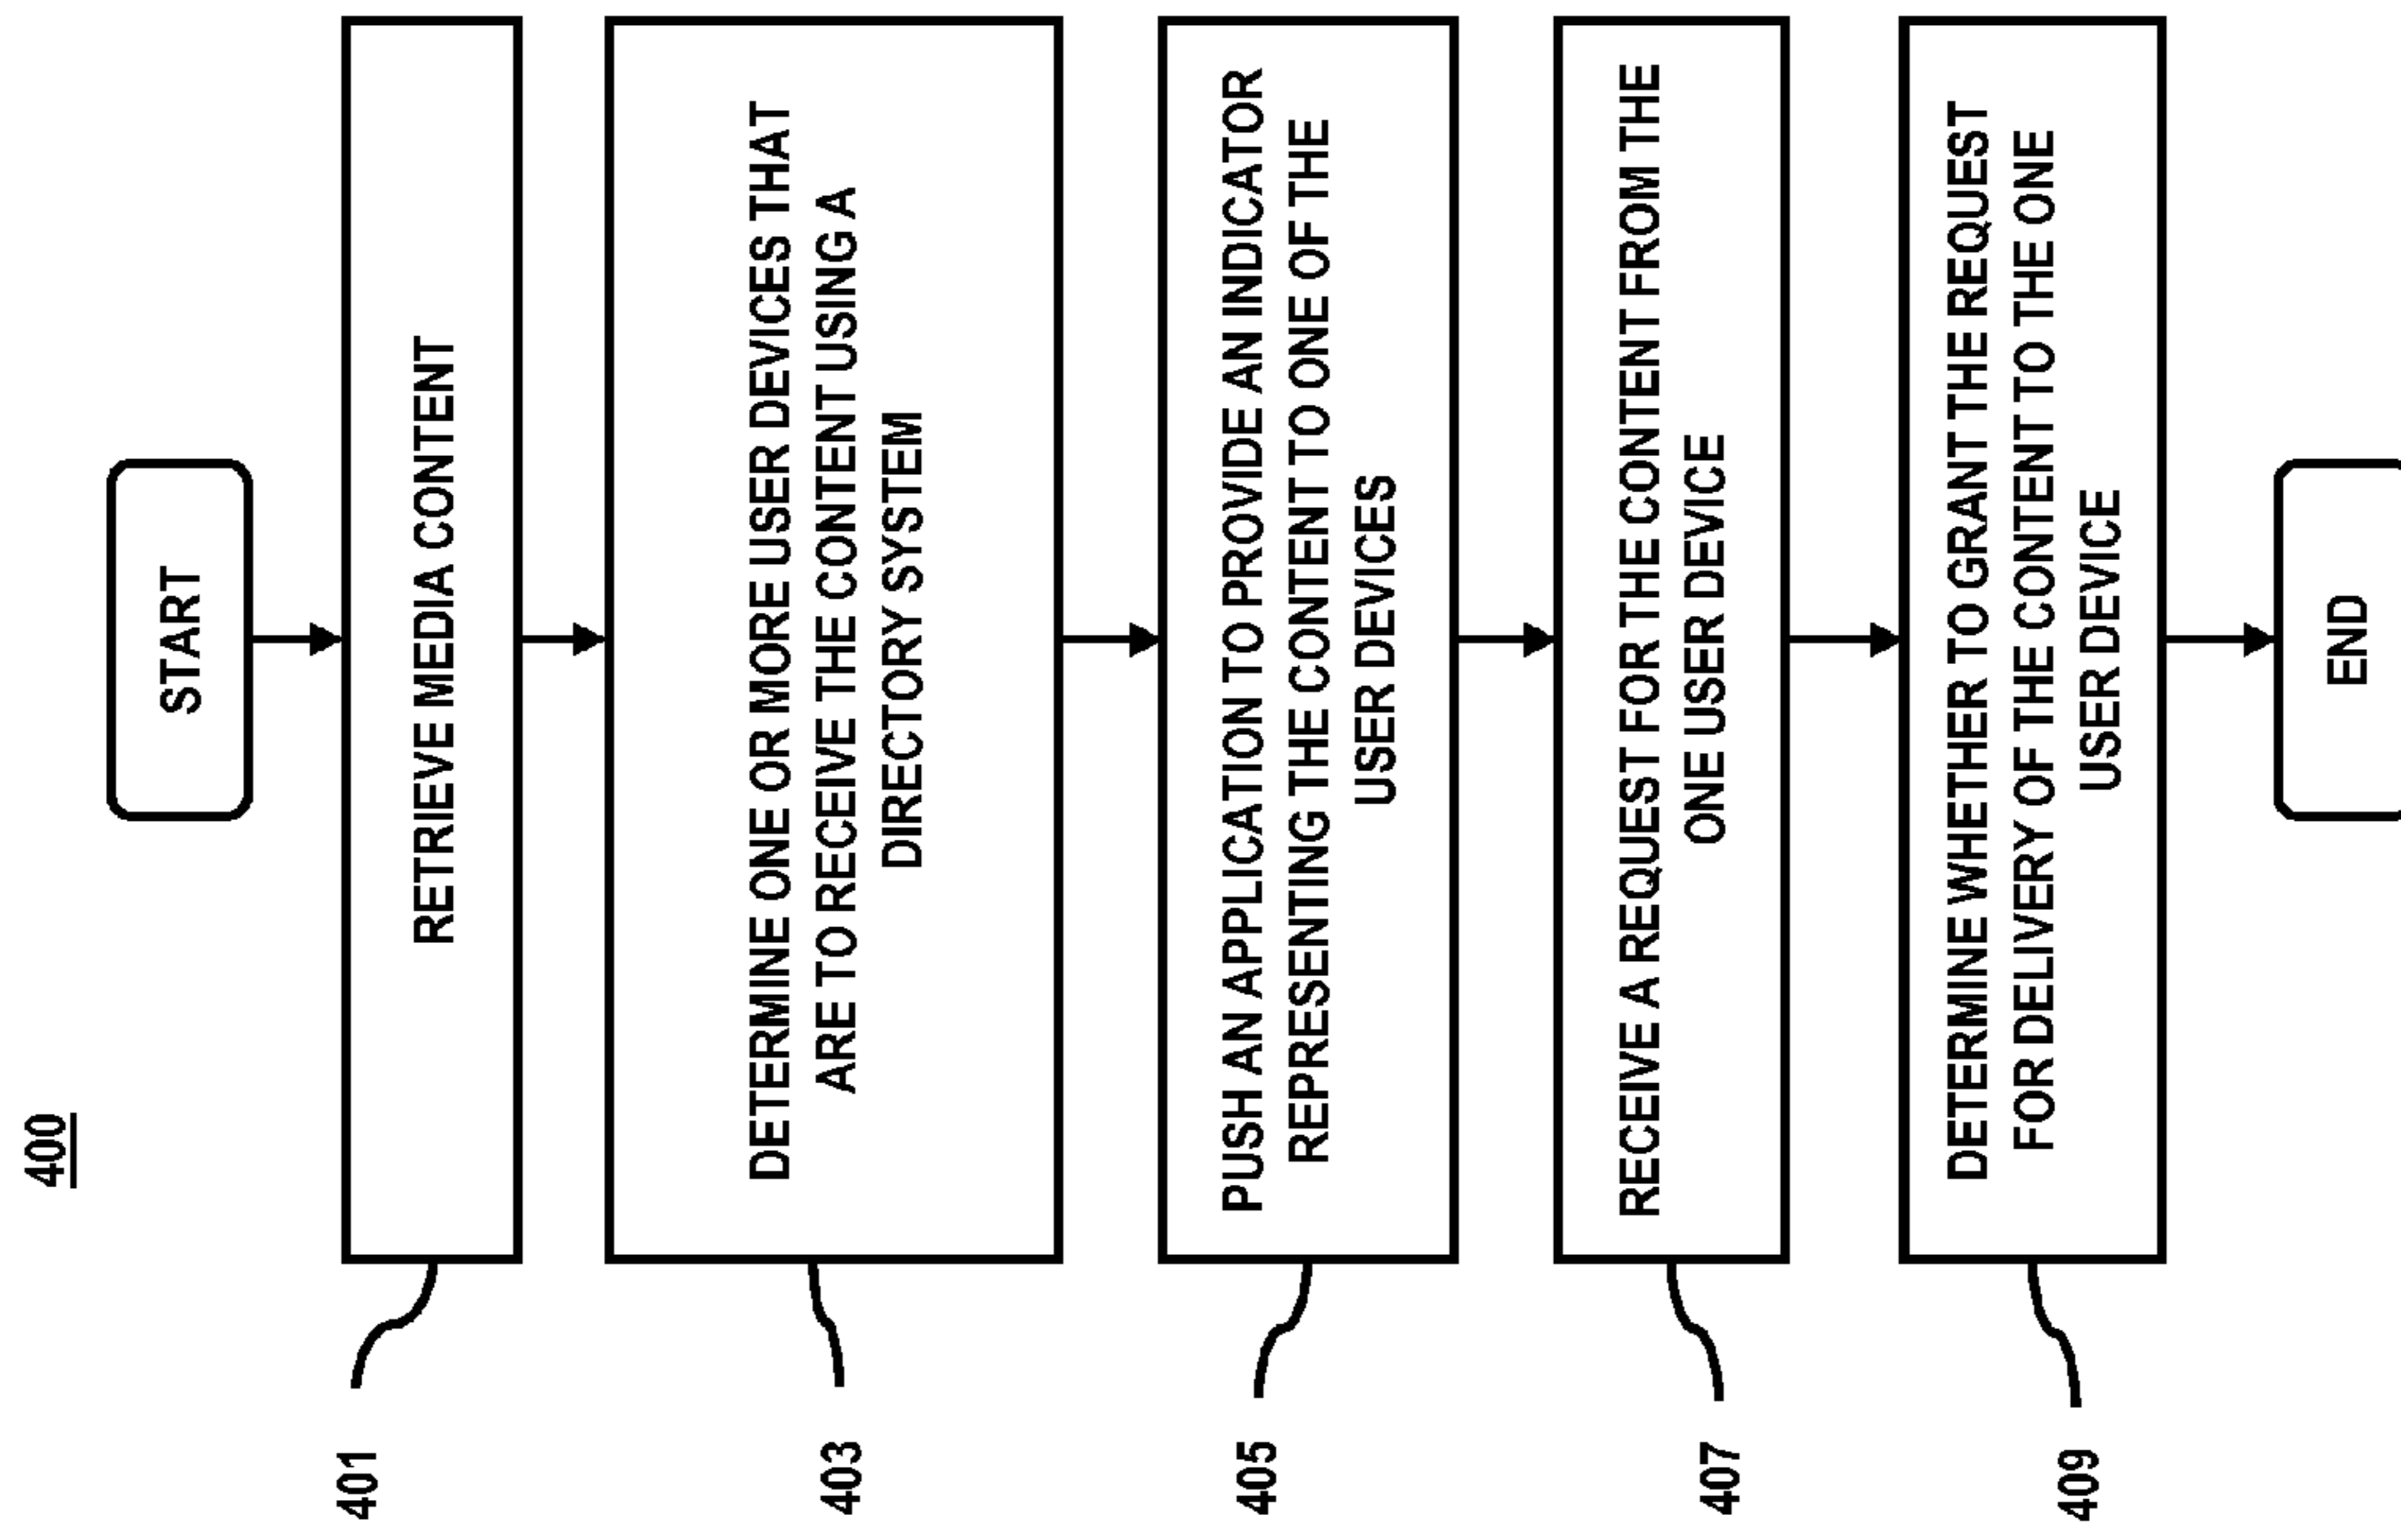 400
START
401
RETRIEVE MEDIA CONTENT
403
DETERMINE ONE OR MORE USER DEVICES THAT
ARE TO RECEIVE THE CONTENT USING A
DIRECTORY SYSTEM
405
PUSH AN APPLICATION TO PROVIDE AN INDICATOR
REPRESENTING THE CONTENT TO ONE OF THE
USER DEVICES
407
RECEIVE A REQUEST FOR THE CONTENT FROM THE
ONE USER DEVICE
409
DETERMINE WHETHER TO GRANT THE REQUEST
FOR DELIVERY OF THE CONTENT TO THE ONE
USER DEVICE
END